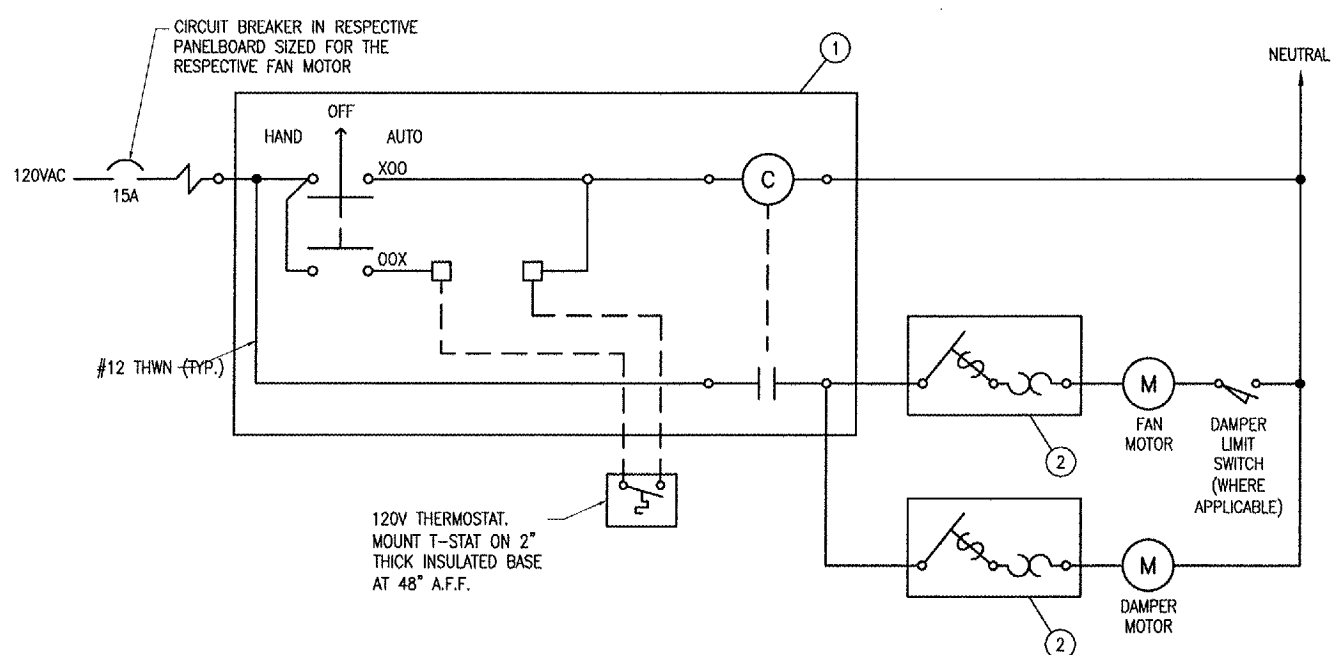 CIRCUIT BREAKER IN RESPECTIVE
PANELBOARD SIZED FOR THE
RESPECTIVE FAN MOTOR
1
NEUTRAL
OFF
HAND
AUTO
120VAC
15A
XOO
C
OOX
#12 THWN (TYP.)
M
FAN
MOTOR
DAMPER
LIMIT
SWITCH
(WHERE
APPLICABLE)
2
120V THERMOSTAT.
MOUNT T-STAT ON 2"
THICK INSULATED BASE
AT 48" A.F.F.
M
DAMPER
MOTOR
2